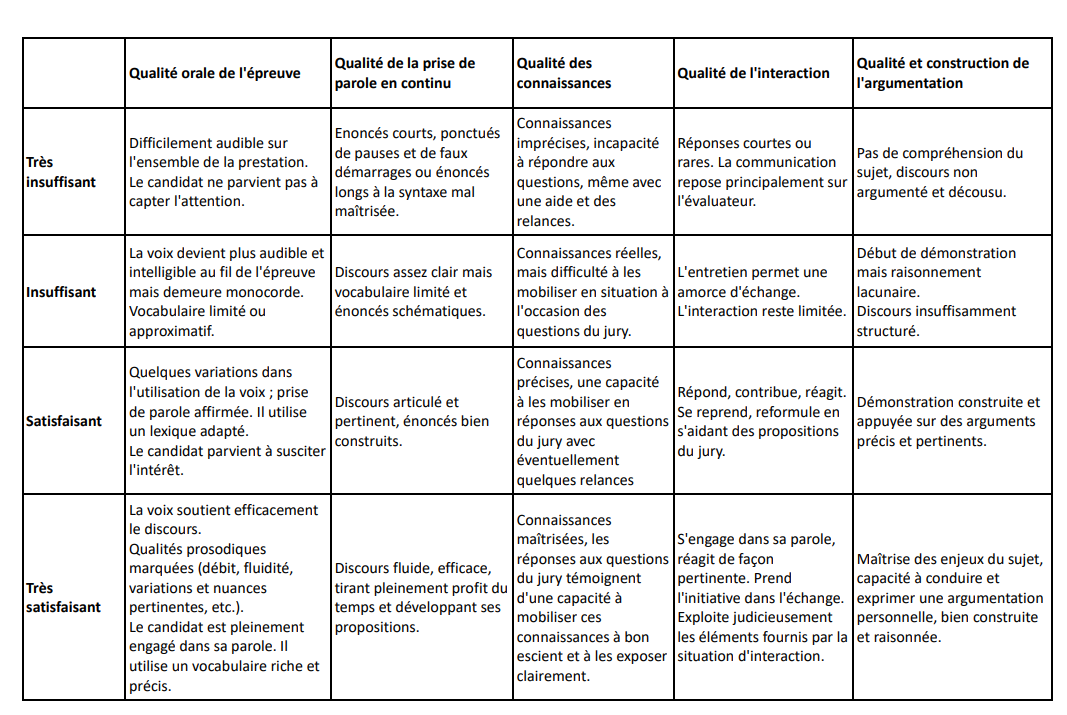 Qualité orale de l'épreuve
Qualité de la prise de
parole en continu
Qualité des
connaissances
Qualité de l'interaction
Qualité et construction de
l'argumentation
Très
insuffisant
Difficilement audible sur
l'ensemble de la prestation.
Le candidat ne parvient pas à
capter l'attention.
Enoncés courts, ponctués
de pauses et de faux
démarrages ou énoncés
longs à la syntaxe mal
maîtrisée.
Connaissances
imprécises, incapacité
à répondre aux
questions, même avec
une aide et des
relances.
Réponses courtes ou
rares. La communication
repose principalement sur
l'évaluateur.
Pas de compréhension du
sujet, discours non
argumenté et décousu.
Insuffisant
La voix devient plus audible et
intelligible au fil de l'épreuve
mais demeure monocorde.
Vocabulaire limité ou
approximatif.
Discours assez clair mais
vocabulaire limité et
énoncés schématiques.
Connaissances réelles,
mais difficulté à les
mobiliser en situation à
l'occasion des
questions du jury.
L'entretien permet une
amorce d'échange.
L'interaction reste limitée.
Début de démonstration
mais raisonnement
lacunaire.
Discours insuffisamment
structuré.
Satisfaisant
Quelques variations dans
l'utilisation de la voix ; prise
de parole affirmée. Il utilise
un lexique adapté.
Le candidat parvient à susciter
l'intérêt.
Discours articulé et
pertinent, énoncés bien
construits.
Connaissances
précises, une capacité
à les mobiliser en
réponses aux questions
du jury avec
éventuellement
quelques relances
Répond, contribue, réagit.
Se reprend, reformule en
s'aidant des propositions
du jury.
Démonstration construite et
appuyée sur des arguments
précis et pertinents.
Très
satisfaisant
La voix soutient efficacement
le discours.
Qualités prosodiques
marquées (débit, fluidité,
variations et nuances
pertinentes, etc.).
Le candidat est pleinement
engagé dans sa parole. Il
utilise un vocabulaire riche et
précis.
Discours fluide, efficace,
tirant pleinement profit du
temps et développant ses
propositions.
Connaissances
maîtrisées, les
réponses aux questions
du jury témoignent
d'une capacité à
mobiliser ces
connaissances à bon
escient et à les exposer
clairement.
S'engage dans sa parole,
réagit de façon
pertinente. Prend
l'initiative dans l'échange.
Exploite judicieusement
les éléments fournis par la
situation d'interaction.
Maîtrise des enjeux du sujet,
capacité à conduire et
exprimer une argumentation
personnelle, bien construite
et raisonnée.